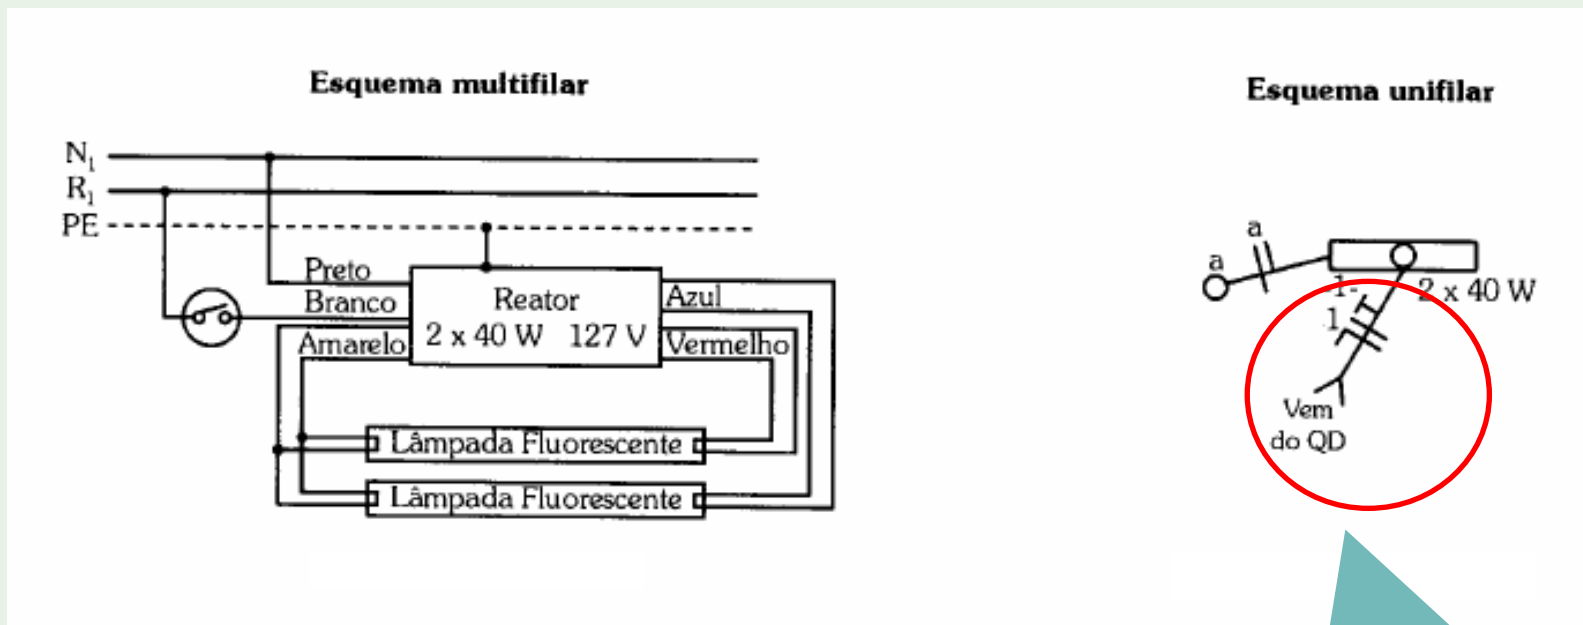 Esquema multifilar
N₁
R₁
PE
Preto
Branco
Amarelo
Reator
2 x 40 W 127 V
Azul
Vermelho
Lâmpada Fluorescente
Lâmpada Fluorescente
Esquema unifilar
a
a
-1-
2 x 40 W
1
Vem
do QD